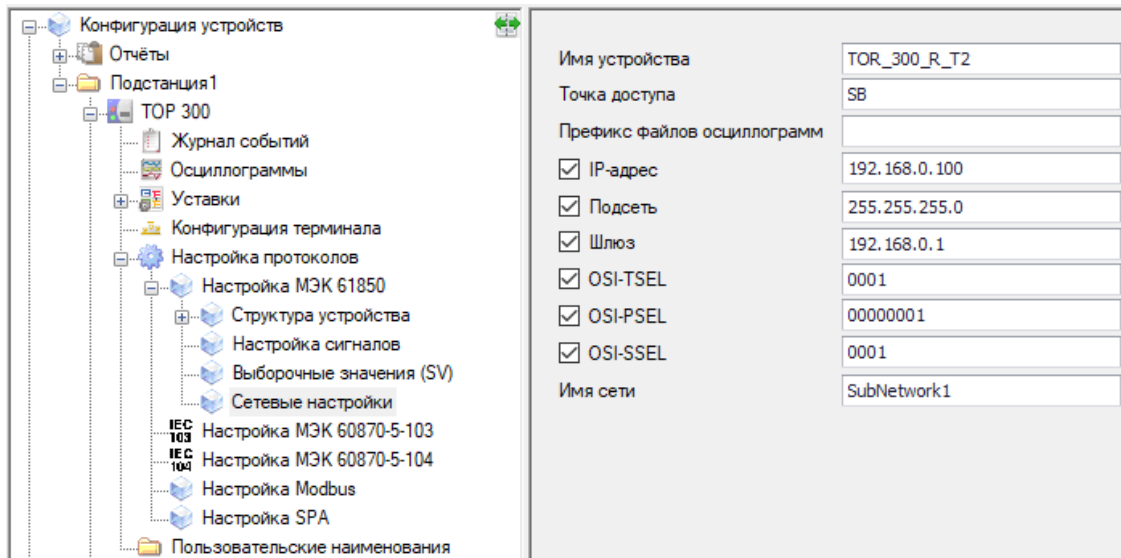 Конфигурация устройств
Отчёты
Подстанция1
ТОР 300
Журнал событий
Осциллограммы
Уставки
Конфигурация терминала
Настройка протоколов
Настройка МЭК 61850
Структура устройства
Настройка сигналов
Выборочные значения (SV)
Сетевые настройки
IEC 103 Настройка МЭК 60870-5-103
IEC 104 Настройка МЭК 60870-5-104
Настройка Modbus
Настройка SPA
Пользовательские наименования
Имя устройства TOR_300_R_T2
Точка доступа SB
Префикс файлов осциллограмм
IP-адрес 192.168.0.100
Подсеть 255.255.255.0
Шлюз 192.168.0.1
OSI-TSEL 0001
OSI-PSEL 00000001
OSI-SSEL 0001
Имя сети SubNetwork1